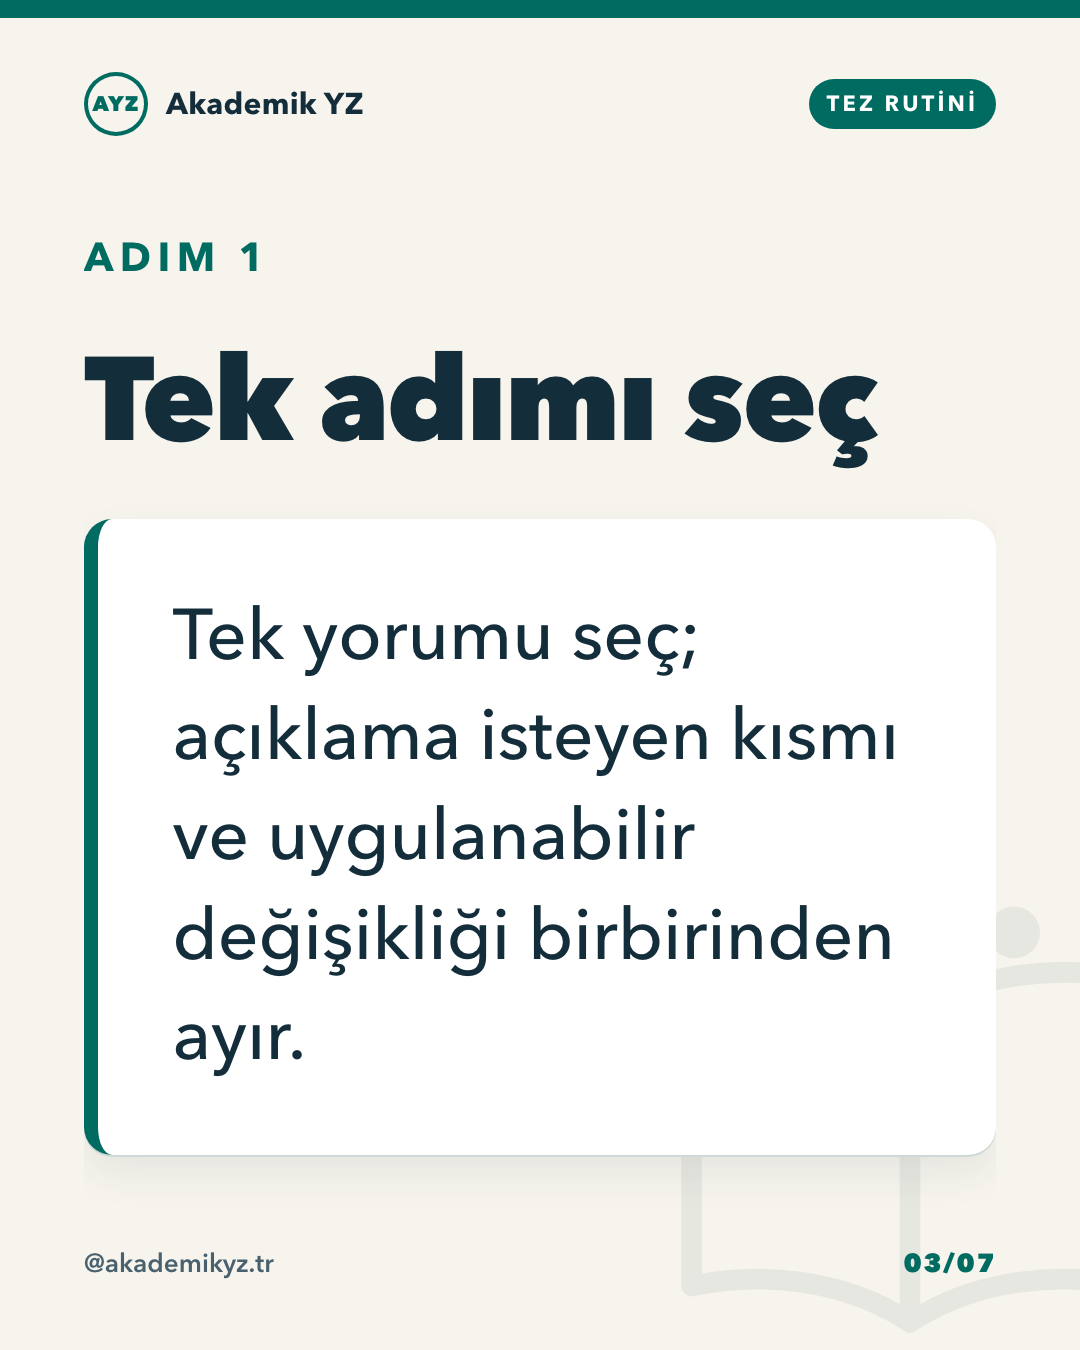 AYZ Akademik YZ
TEZ RUTİNİ
ADIM 1
Tek adımı seç
Tek yorumu seç;
açıklama isteyen kısmı
ve uygulanabilir
değişikliği birbirinden
ayır.
@akademikyz.tr
03/07